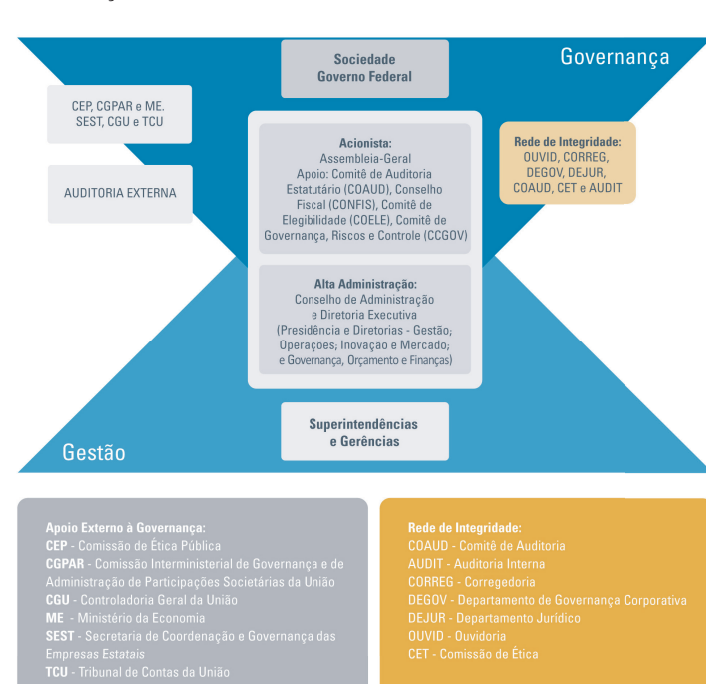 Sociedade
Governo Federal
Governança
CEP, CGPAR e ME.
SEST, CGU e TCU
AUDITORIA EXTERNA
Acionista:
Assembleia-Geral
Apoio: Comitê de Auditoria
Estatutário (COAUD), Conselho
Fiscal (CONFIS), Comitê de
Elegibilidade (COELE), Comitê de
Governança, Riscos e Controle (CCGOV)
Rede de Integridade:
OUVID, CORREG,
DEGOV, DEJUR,
COAUD, CET e AUDIT
Alta Administração:
Conselho de Administração
e Diretoria Executiva
(Presidência e Diretorias - Gestão;
Operações; Inovação e Mercado;
e Governança, Orçamento e Finanças)
Superintendências
e Gerências
Gestão
Apoio Externo à Governança:
CEP - Comissão de Ética Pública
CGPAR - Comissão Interministerial de Governança e de
Administração de Participações Societárias da União
CGU - Controladoria Geral da União
ME - Ministério da Economia
SEST - Secretaria de Coordenação e Governança das
Empresas Estatais
TCU - Tribunal de Contas da União
Rede de Integridade:
COAUD - Comitê de Auditoria
AUDIT - Auditoria Interna
CORREG - Corregedoria
DEGOV - Departamento de Governança Corporativa
DEJUR - Departamento Jurídico
OUVID - Ouvidoria
CET - Comissão de Ética